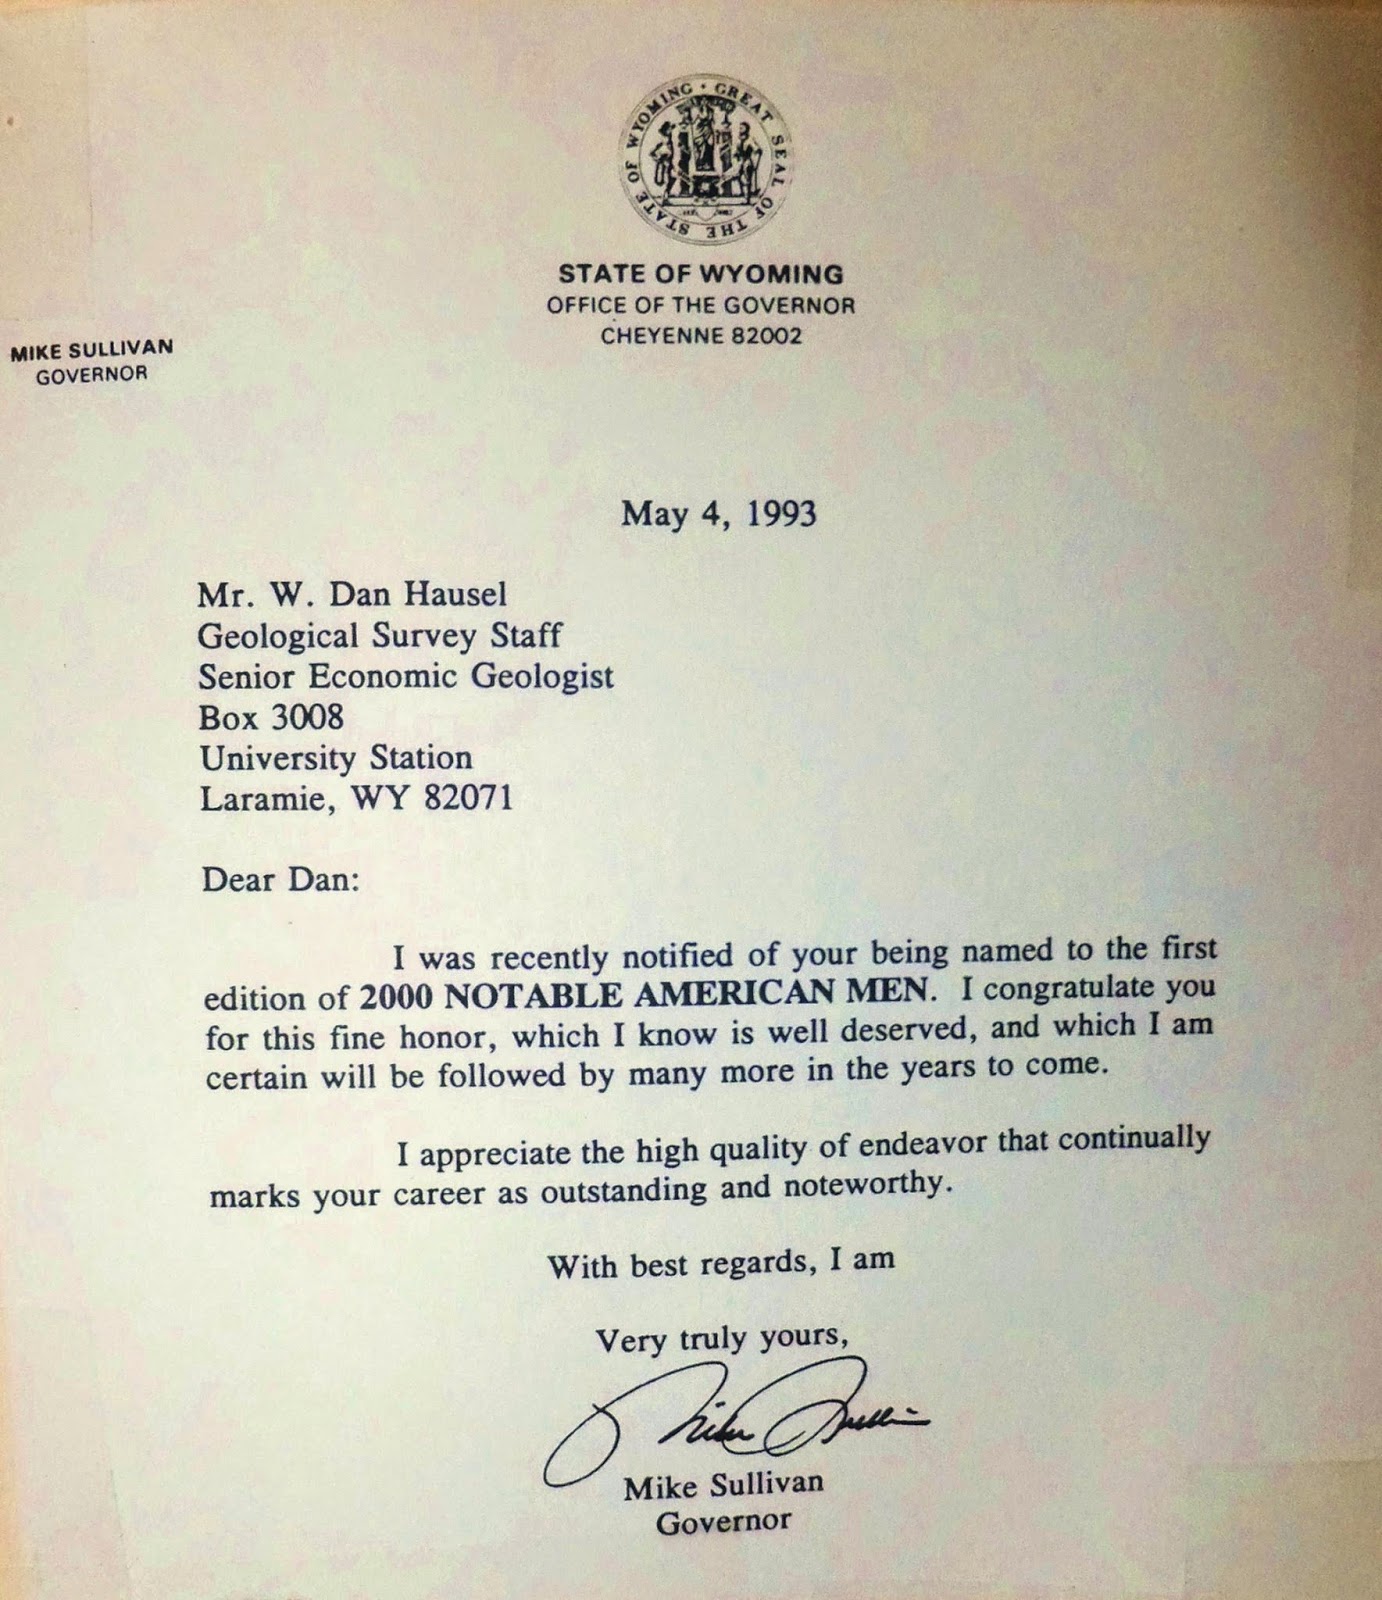 GREAT SEAL OF THE STATE OF WYOMING
STATE OF WYOMING
OFFICE OF THE GOVERNOR
CHEYENNE 82002
MIKE SULLIVAN
GOVERNOR
May 4, 1993
Mr. W. Dan Hausel
Geological Survey Staff
Senior Economic Geologist
Box 3008
University Station
Laramie, WY 82071
Dear Dan:
I was recently notified of your being named to the first
edition of 2000 NOTABLE AMERICAN MEN. I congratulate you
for this fine honor, which I know is well deserved, and which I am
certain will be followed by many more in the years to come.
I appreciate the high quality of endeavor that continually
marks your career as outstanding and noteworthy.
With best regards, I am
Very truly yours,
Mike Sullivan
Mike Sullivan
Governor